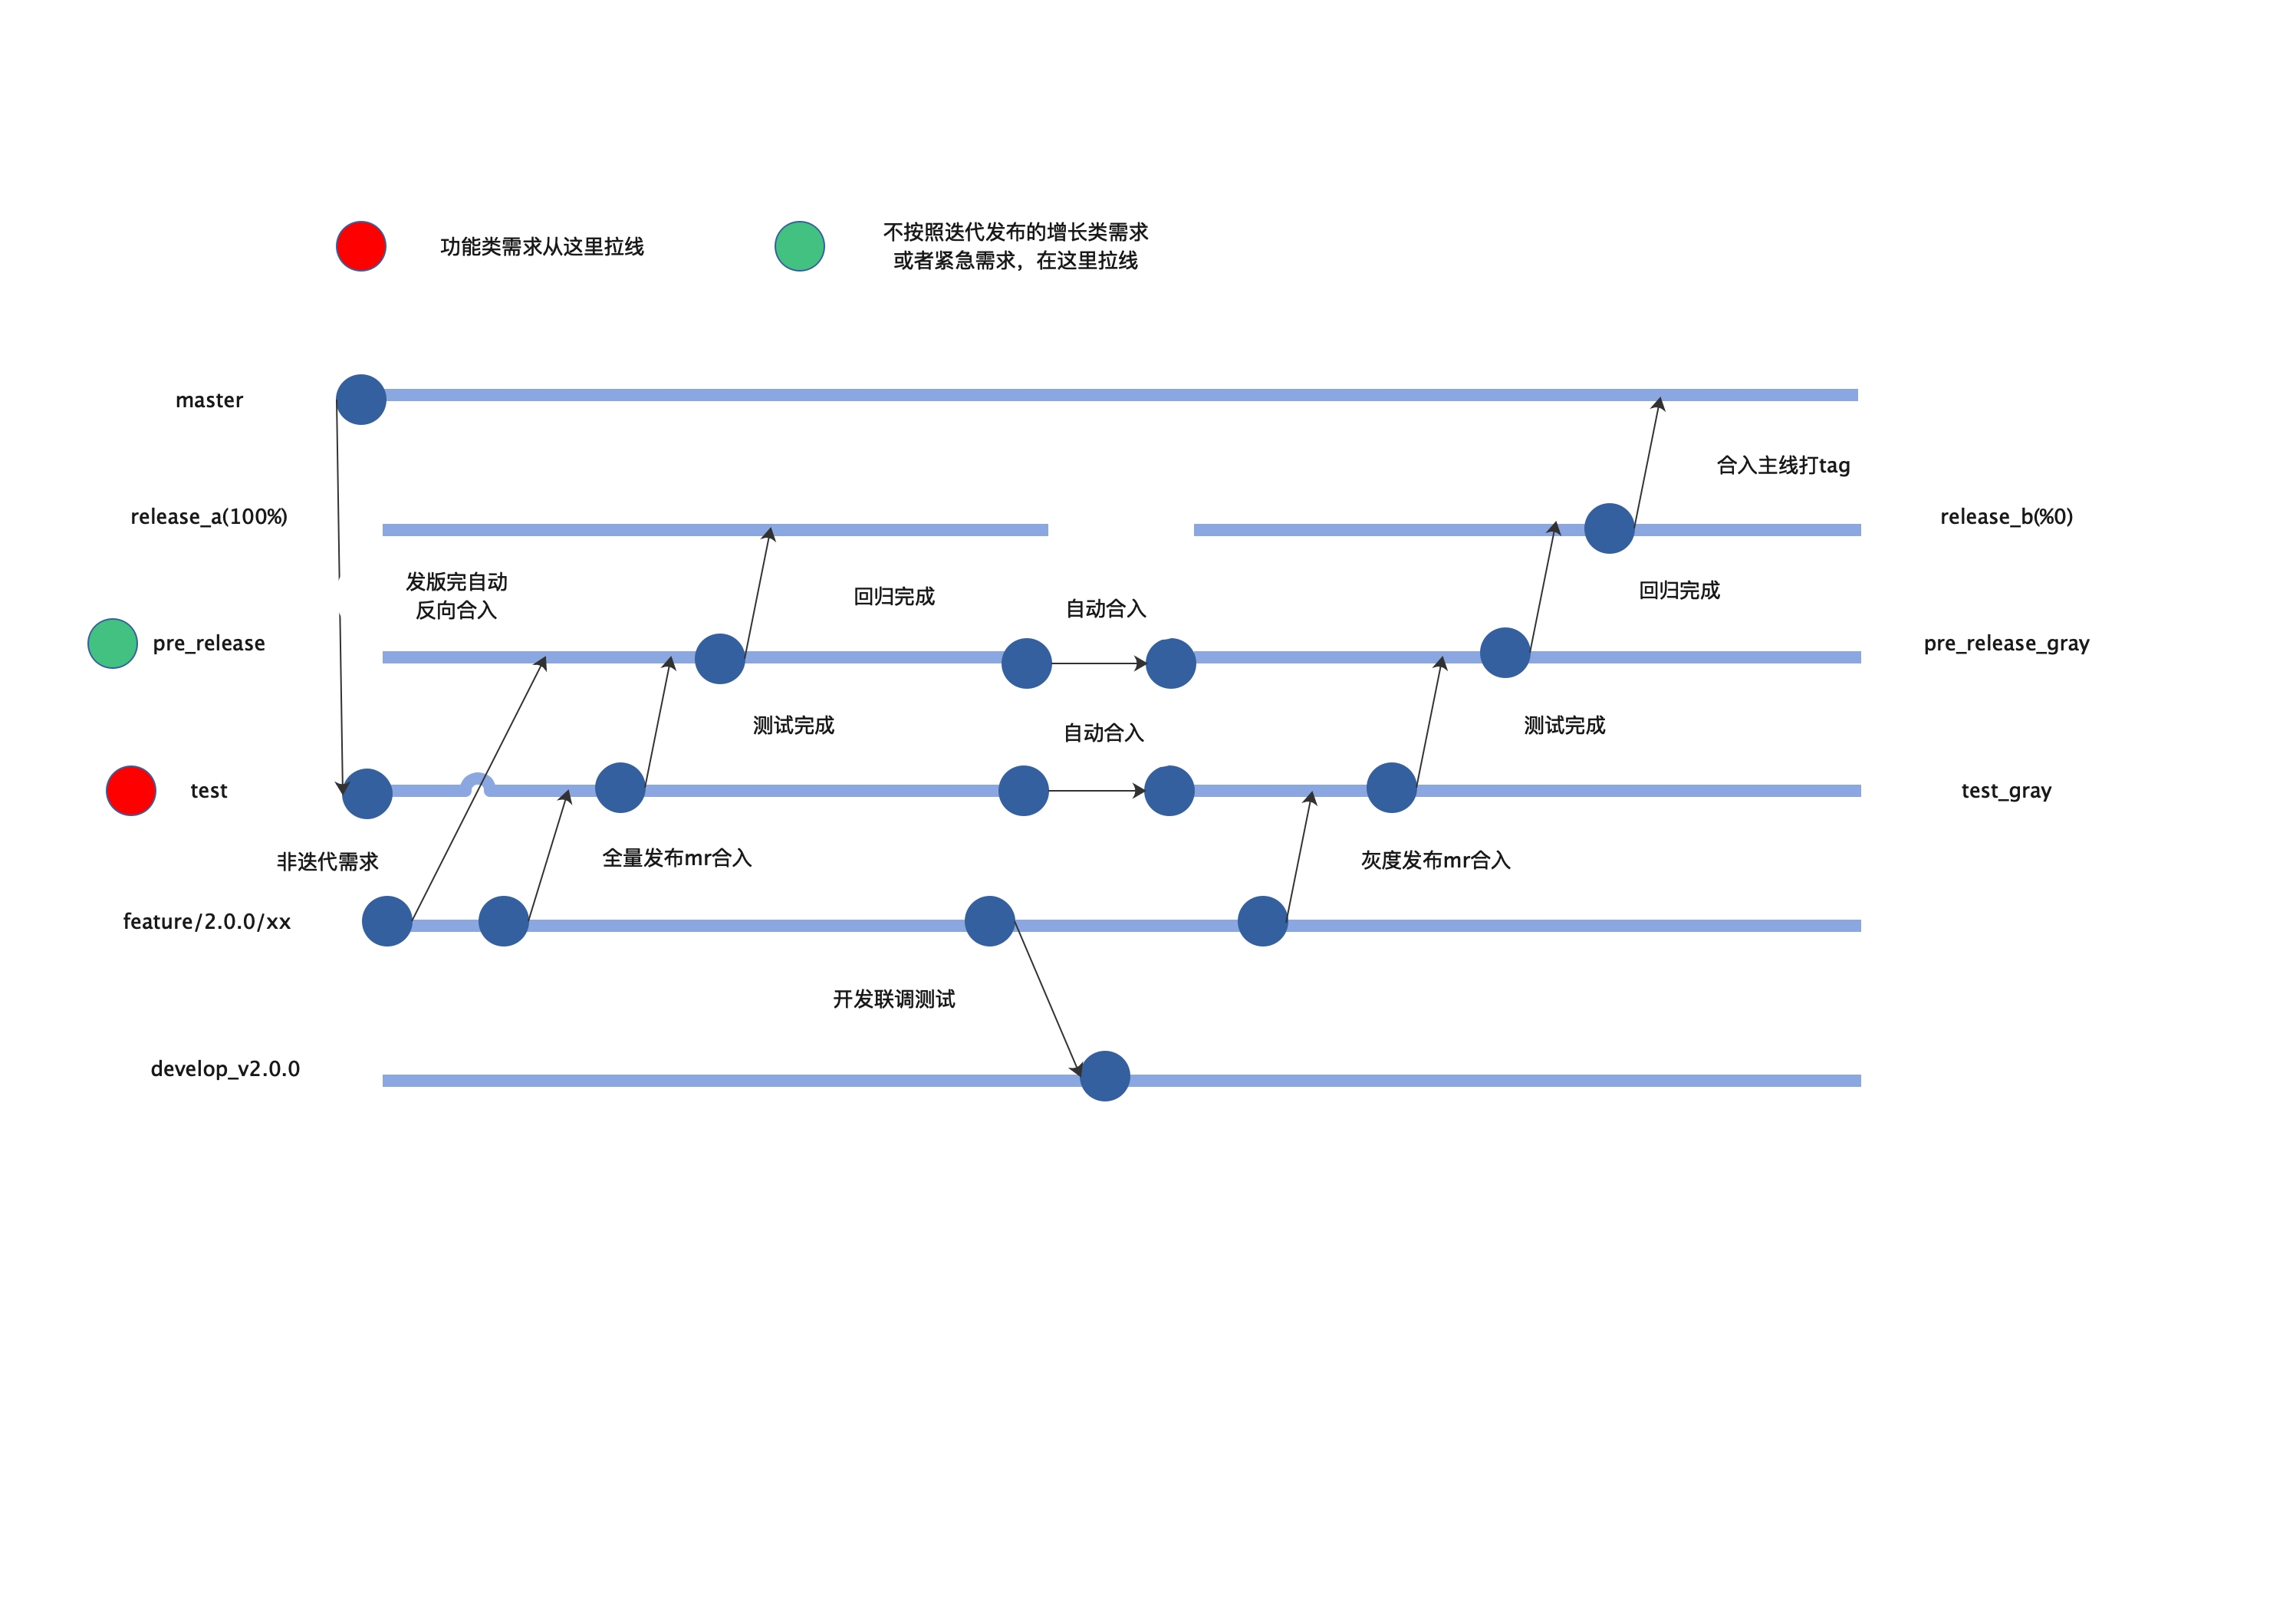 功能类需求从这里拉线
不按照迭代发布的增长类需求
或者紧急需求，在这里拉线
master
合入主线打tag
release_a(100%)
release_b(%0)
发版完自动
反向合入
回归完成
自动合入
回归完成
pre_release
pre_release_gray
测试完成
自动合入
测试完成
test
test_gray
非迭代需求
全量发布mr合入
灰度发布mr合入
feature/2.0.0/xx
开发联调测试
develop_v2.0.0